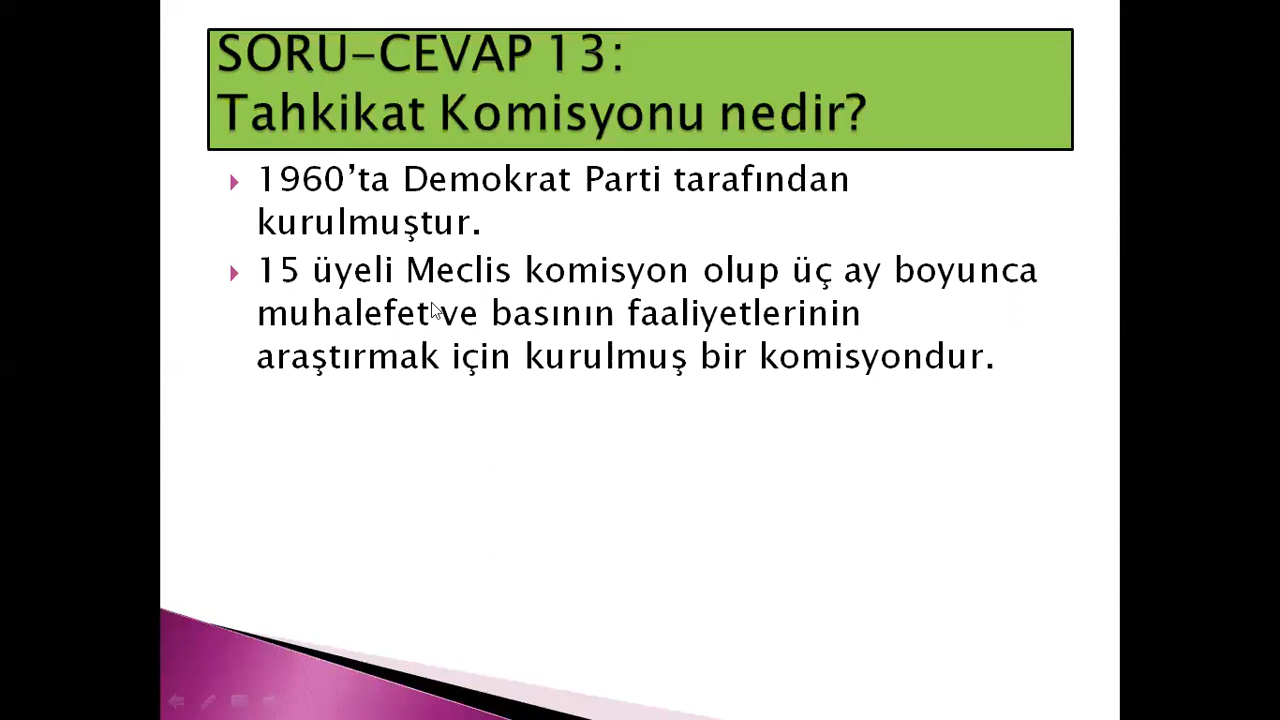 SORU-CEVAP 13:
Tahkikat Komisyonu nedir?
1960’ta Demokrat Parti tarafından
kurulmuştur.
15 üyeli Meclis komisyon olup üç ay boyunca
muhalefet ve basının faaliyetlerinin
araştırmak için kurulmuş bir komisyondur.